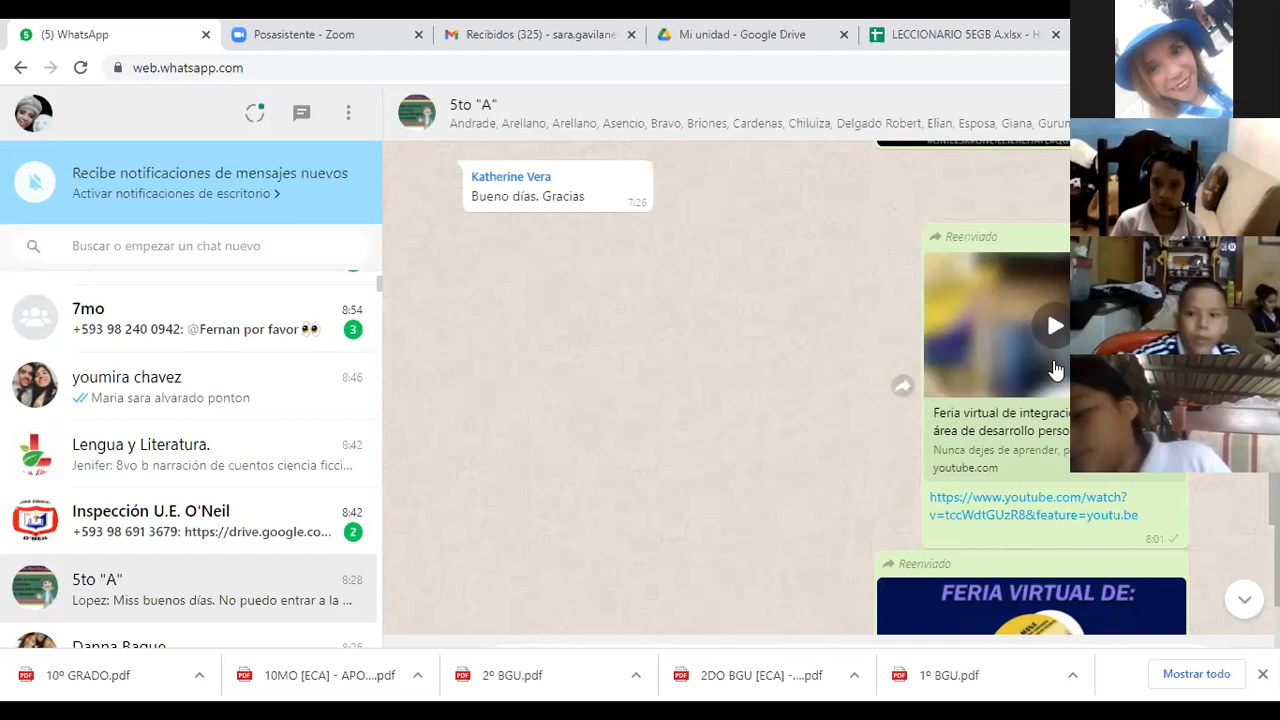 (5) WhatsApp
Posasistente - Zoom
Recibidos (325) - sara.gavilane
Mi unidad - Google Drive
LECCIONARIO 5EGB A.xlsx - H
web.whatsapp.com
5to "A"
Andrade, Arellano, Arellano, Asencio, Bravo, Briones, Cardenas, Chiluiza, Delgado Robert, Elian, Esposa, Giana, Gurum
Recibe notificaciones de mensajes nuevos
Activar notificaciones de escritorio >
Buscar o empezar un chat nuevo
7mo 8:54
+593 98 240 0942: @Fernan por favor 👀 3
youmira chavez 8:46
Maria sara alvarado ponton
Lengua y Literatura. 8:42
Jenifer: 8vo b narración de cuentos ciencia ficci...
Inspección U.E. O'Neil 8:42
+593 98 691 3679: https://drive.google.co... 2
5to "A" 8:28
Lopez: Miss buenos días. No puedo entrar a la ...
Danna Baque 8:26
Katherine Vera
Bueno días. Gracias
7:26
Reenviado
Feria virtual de integraci
área de desarrollo perso
Nunca dejes de aprender, p
youtube.com
https://www.youtube.com/watch?
v=tccWdtGUzR8&feature=youtu.be
8:01
Reenviado
FERIA VIRTUAL DE:
10º GRADO.pdf
10MO [ECA] - APO....pdf
2º BGU.pdf
2DO BGU [ECA] -....pdf
1º BGU.pdf
Mostrar todo